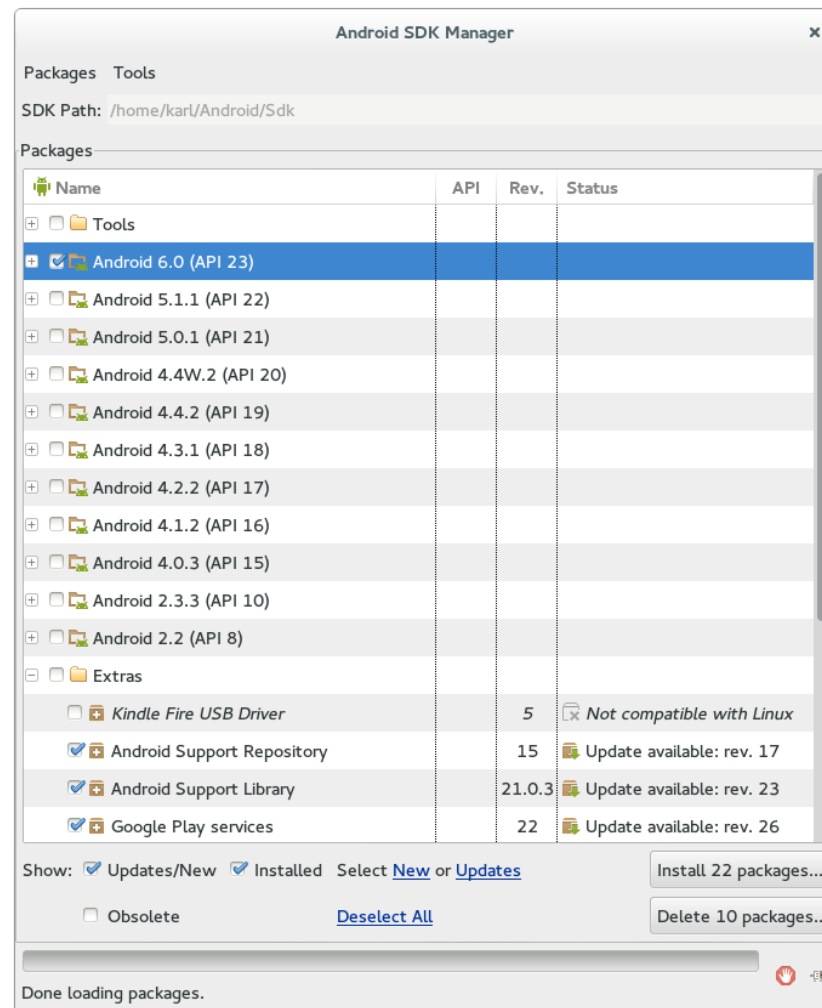 Android SDK Manager
Packages Tools
SDK Path: /home/karl/Android/Sdk
Packages
Name API Rev. Status
Tools
Android 6.0 (API 23)
Android 5.1.1 (API 22)
Android 5.0.1 (API 21)
Android 4.4W.2 (API 20)
Android 4.4.2 (API 19)
Android 4.3.1 (API 18)
Android 4.2.2 (API 17)
Android 4.1.2 (API 16)
Android 4.0.3 (API 15)
Android 2.3.3 (API 10)
Android 2.2 (API 8)
Extras
Kindle Fire USB Driver 5 Not compatible with Linux
Android Support Repository 15 Update available: rev. 17
Android Support Library 21.0.3 Update available: rev. 23
Google Play services 22 Update available: rev. 26
Show: Updates/New Installed Select New or Updates Install 22 packages...
Obsolete Deselect All Delete 10 packages..
Done loading packages.